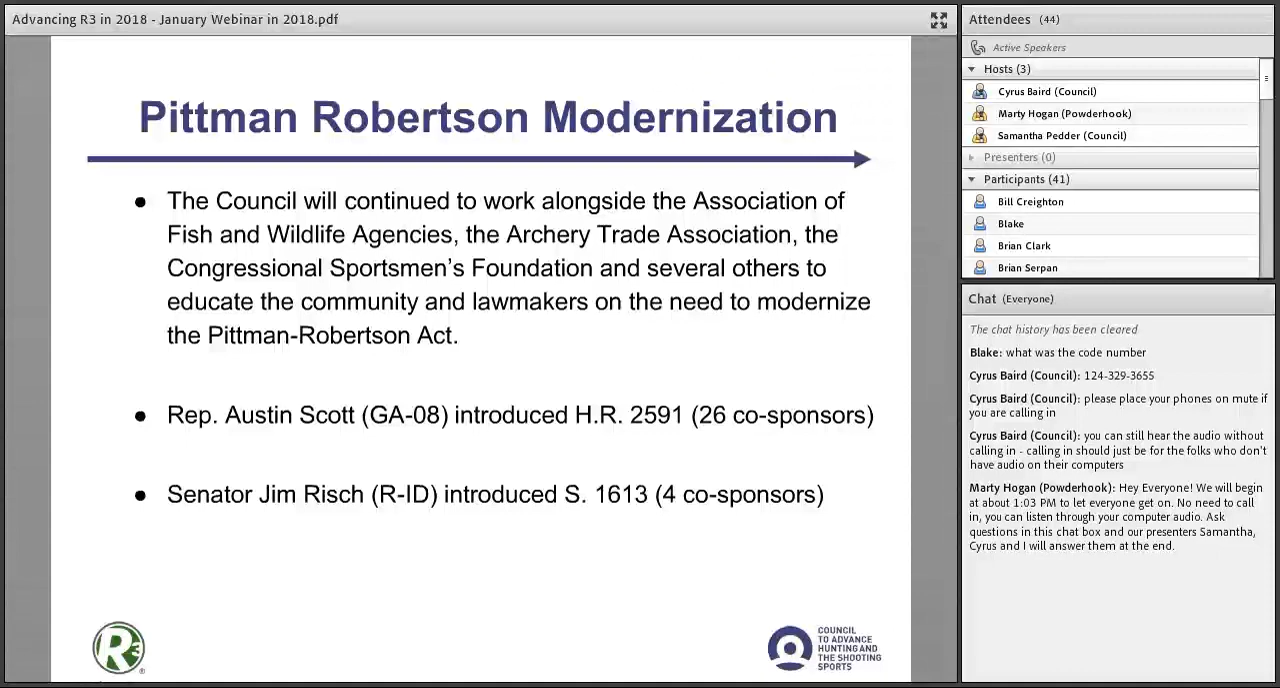 Advancing R3 in 2018 - January Webinar in 2018.pdf
Pittman Robertson Modernization
● The Council will continued to work alongside the Association of
Fish and Wildlife Agencies, the Archery Trade Association, the
Congressional Sportsmen's Foundation and several others to
educate the community and lawmakers on the need to modernize
the Pittman-Robertson Act.
● Rep. Austin Scott (GA-08) introduced H.R. 2591 (26 co-sponsors)
● Senator Jim Risch (R-ID) introduced S. 1613 (4 co-sponsors)
R3
®
COUNCIL
TO ADVANCE
HUNTING AND
THE SHOOTING
SPORTS
Attendees (44)
Active Speakers
Hosts (3)
Cyrus Baird (Council)
Marty Hogan (Powderhook)
Samantha Pedder (Council)
Presenters (0)
Participants (41)
Bill Creighton
Blake
Brian Clark
Brian Serpan
Chat (Everyone)
The chat history has been cleared
Blake: what was the code number
Cyrus Baird (Council): 124-329-3655
Cyrus Baird (Council): please place your phones on mute if
you are calling in
Cyrus Baird (Council): you can still hear the audio without
calling in - calling in should just be for the folks who don't
have audio on their computers
Marty Hogan (Powderhook): Hey Everyone! We will begin
at about 1:03 PM to let everyone get on. No need to call
in, you can listen through your computer audio. Ask
questions in this chat box and our presenters Samantha,
Cyrus and I will answer them at the end.